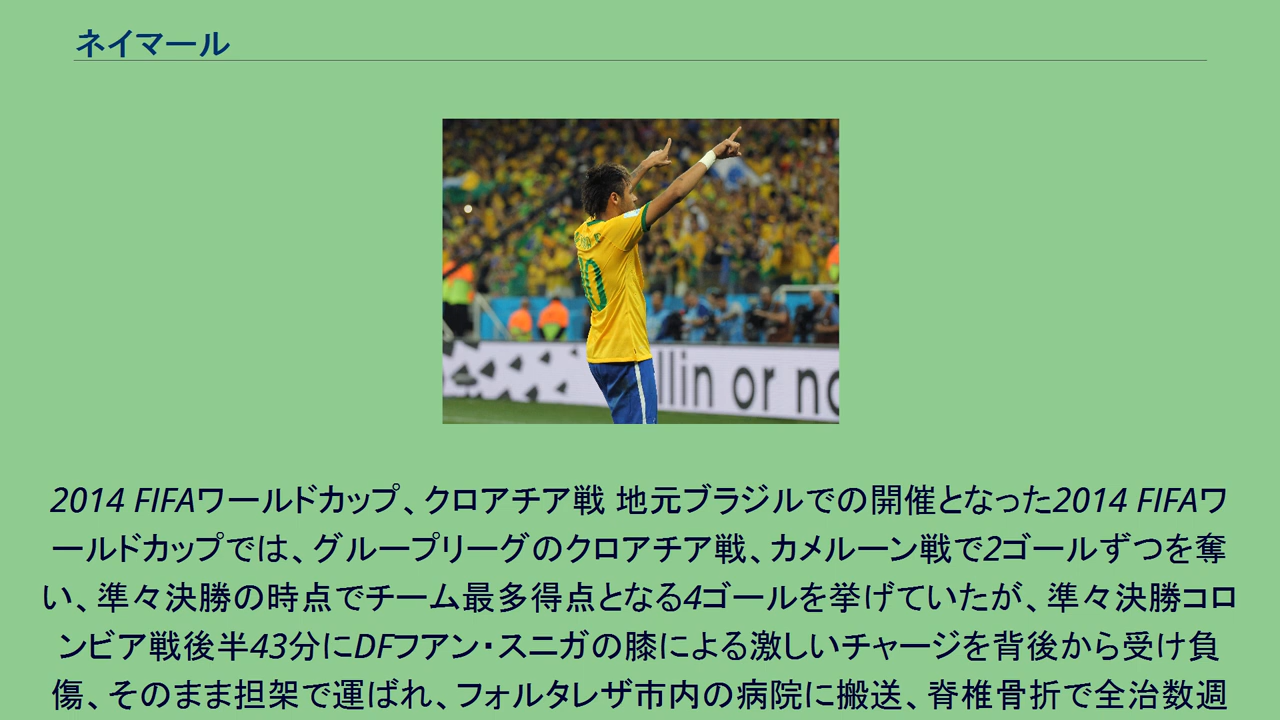 ネイマール
10
llin or no
2014 FIFAワールドカップ、クロアチア戦 地元ブラジルでの開催となった2014 FIFAワ
ールドカップでは、グループリーグのクロアチア戦、カメルーン戦で2ゴールずつを奪
い、準々決勝の時点でチーム最多得点となる4ゴールを挙げていたが、準々決勝コロ
ンビア戦後半43分にDFフアン・スニガの膝による激しいチャージを背後から受け負
傷、そのまま担架で運ばれ、フォルタレザ市内の病院に搬送、脊椎骨折で全治数週